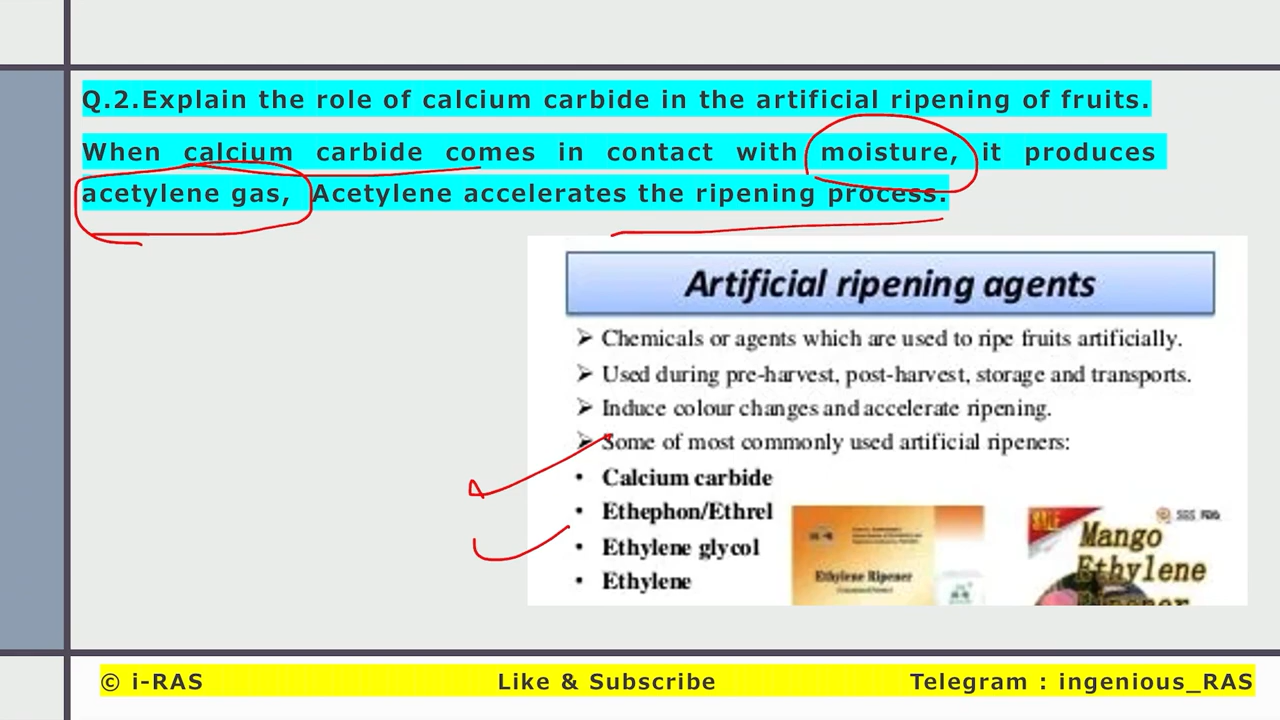 Q.2.Explain the role of calcium carbide in the artificial ripening of fruits.
When calcium carbide comes in contact with moisture, it produces
acetylene gas, Acetylene accelerates the ripening process.
Artificial ripening agents
➢ Chemicals or agents which are used to ripe fruits artificially.
➢ Used during pre-harvest, post-harvest, storage and transports.
➢ Induce colour changes and accelerate ripening.
➢ Some of most commonly used artificial ripeners:
• Calcium carbide
• Ethephon/Ethrel
• Ethylene glycol
• Ethylene
Ethylene Ripener
SGS
Mango
Ethylene
Ripener
© i-RAS Like & Subscribe Telegram : ingenious_RAS